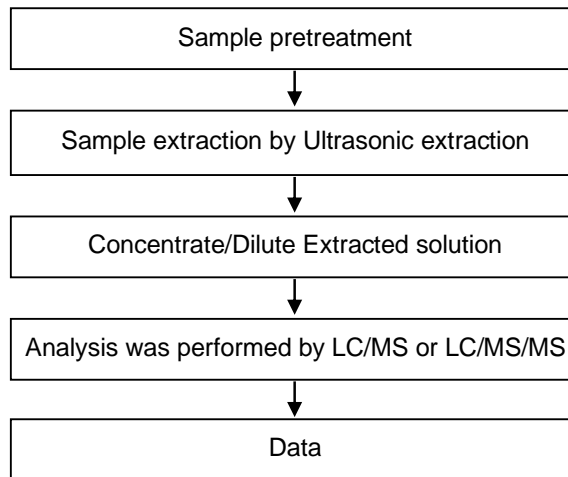 Sample pretreatment
Sample extraction by Ultrasonic extraction
Concentrate/Dilute Extracted solution
Analysis was performed by LC/MS or LC/MS/MS
Data